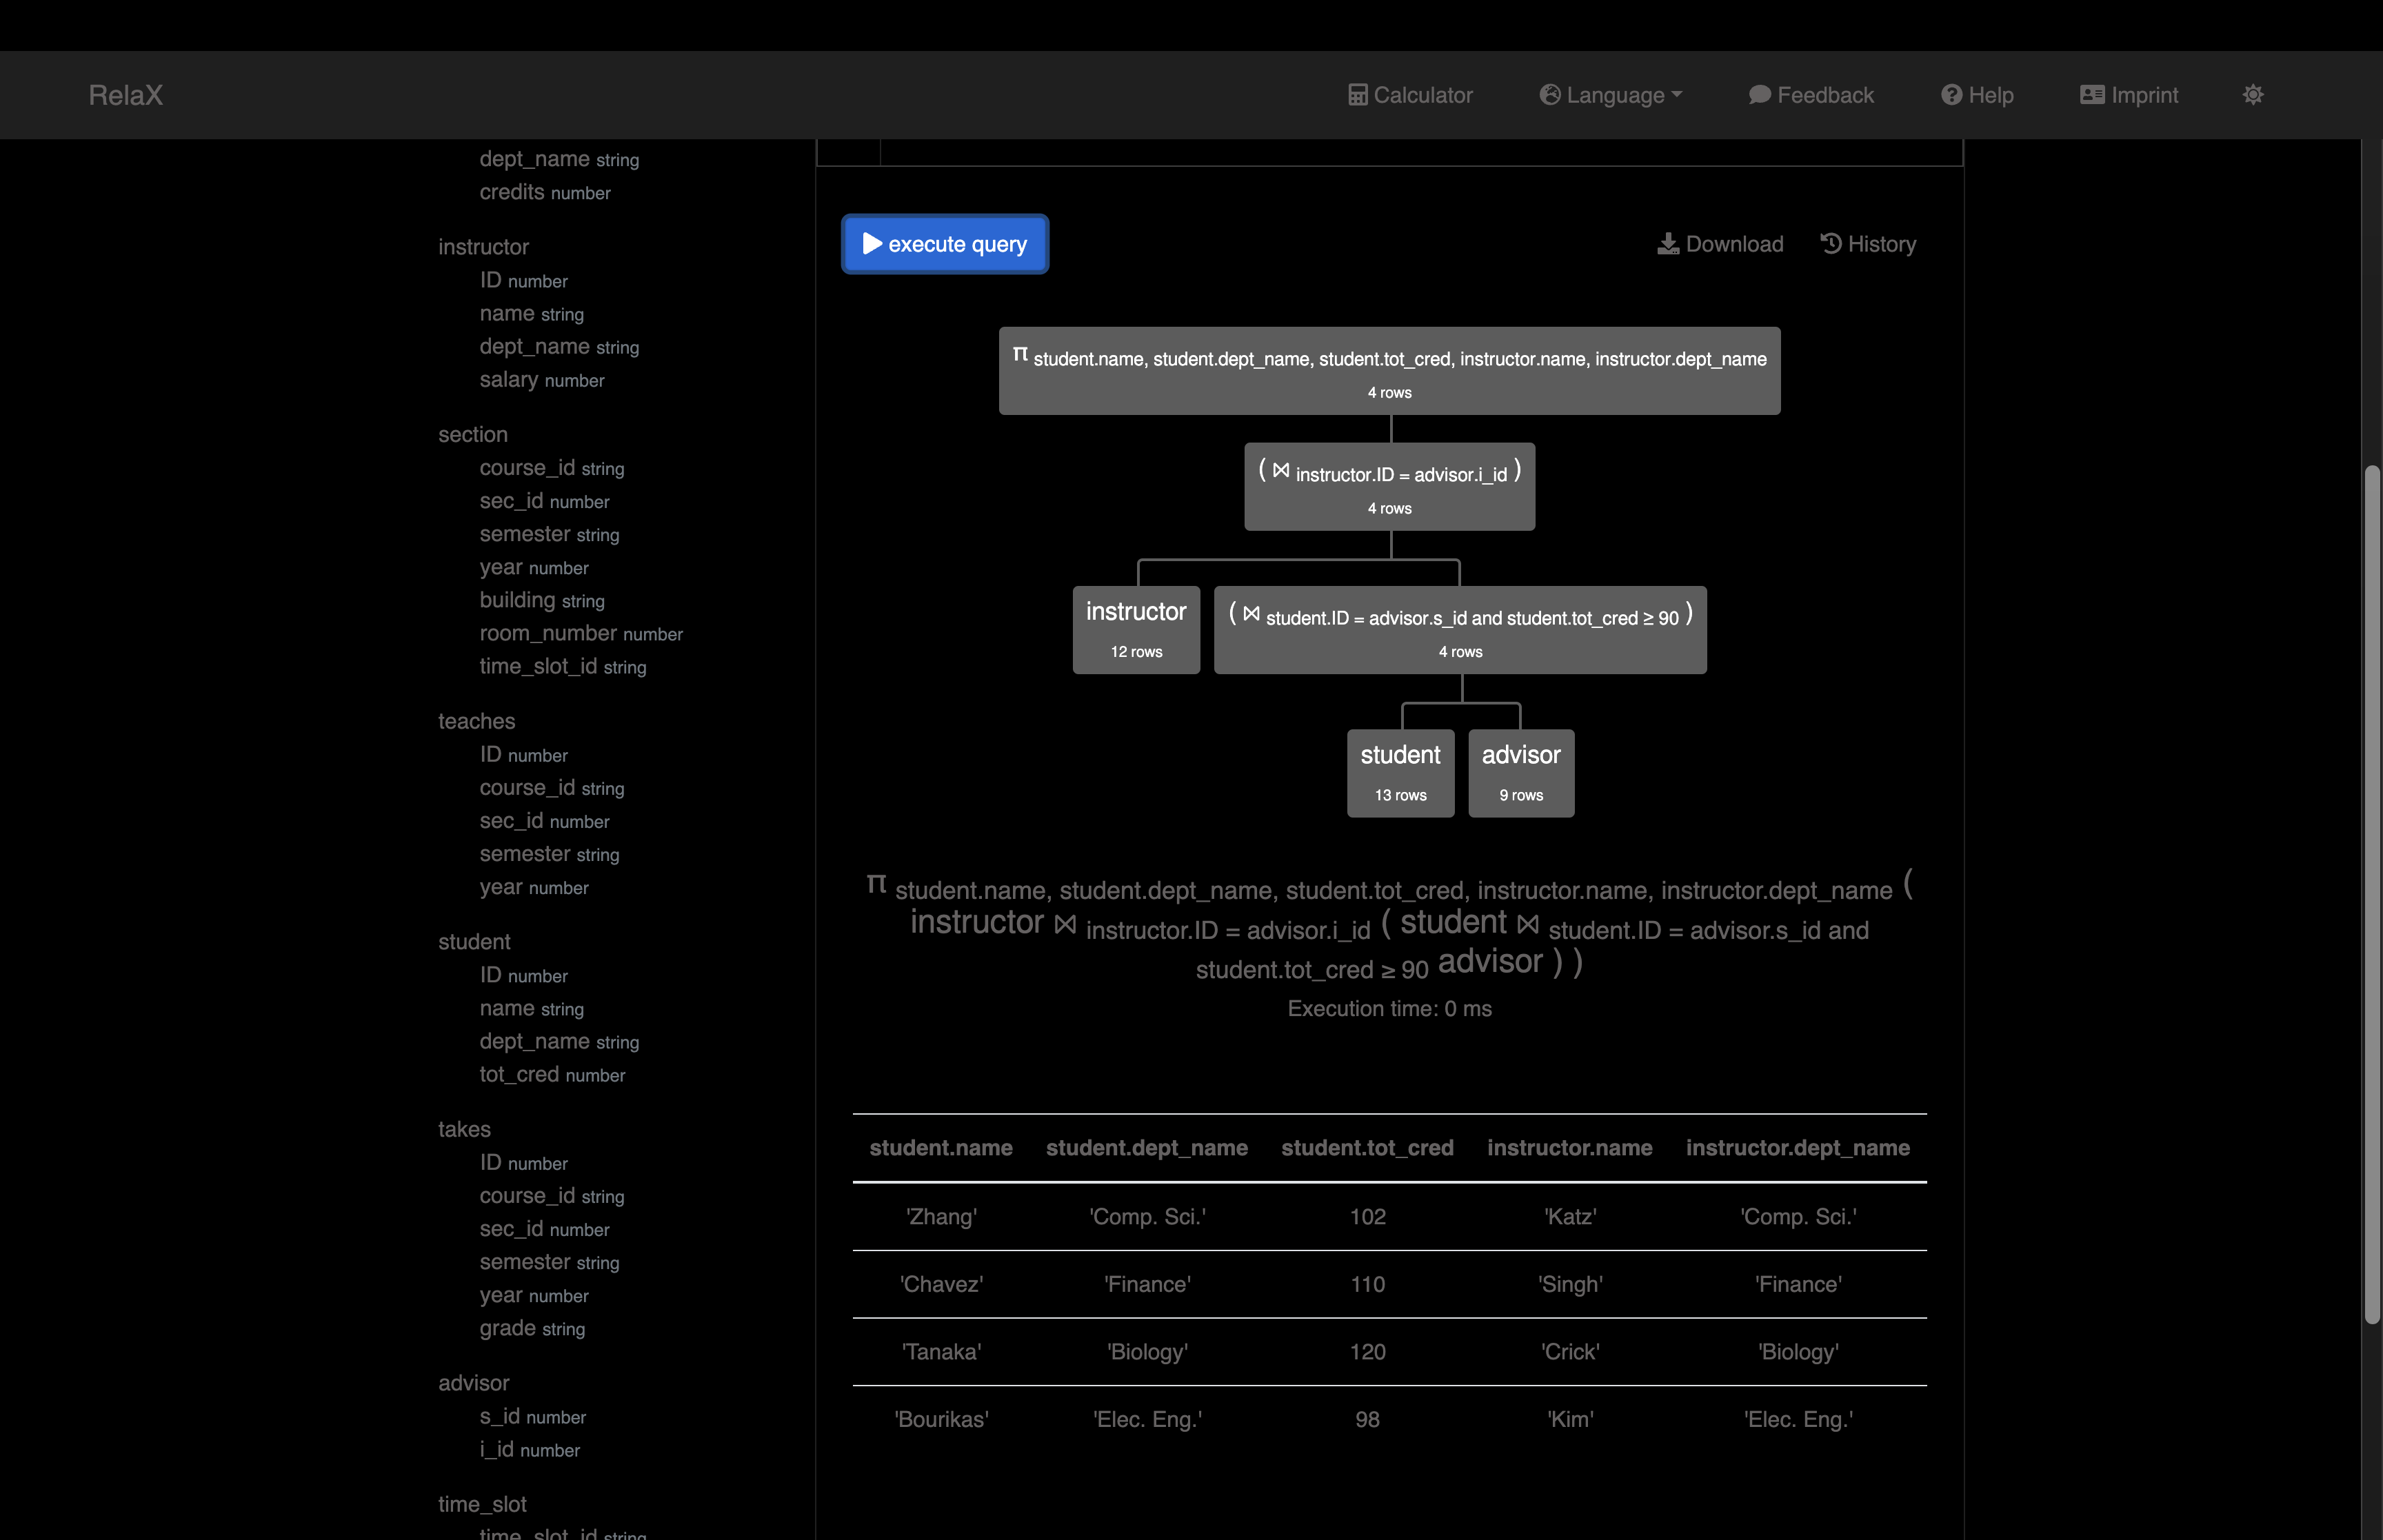 RelaX
Calculator
Language
Feedback
Help
Imprint
dept_name string
credits number
instructor
ID number
name string
dept_name string
salary number
section
course_id string
sec_id number
semester string
year number
building string
room_number number
time_slot_id string
teaches
ID number
course_id string
sec_id number
semester string
year number
student
ID number
name string
dept_name string
tot_cred number
takes
ID number
course_id string
sec_id number
semester string
year number
grade string
advisor
s_id number
i_id number
time_slot
time_slot_id string
execute query
Download
History
π student.name, student.dept_name, student.tot_cred, instructor.name, instructor.dept_name
4 rows
( ⨝ instructor.ID = advisor.i_id )
4 rows
instructor
12 rows
( ⨝ student.ID = advisor.s_id and student.tot_cred ≥ 90 )
4 rows
student
13 rows
advisor
9 rows
π student.name, student.dept_name, student.tot_cred, instructor.name, instructor.dept_name (
instructor ⨝ instructor.ID = advisor.i_id ( student ⨝ student.ID = advisor.s_id and
student.tot_cred ≥ 90 advisor ) )
Execution time: 0 ms
student.name student.dept_name student.tot_cred instructor.name instructor.dept_name
'Zhang' 'Comp. Sci.' 102 'Katz' 'Comp. Sci.'
'Chavez' 'Finance' 110 'Singh' 'Finance'
'Tanaka' 'Biology' 120 'Crick' 'Biology'
'Bourikas' 'Elec. Eng.' 98 'Kim' 'Elec. Eng.'